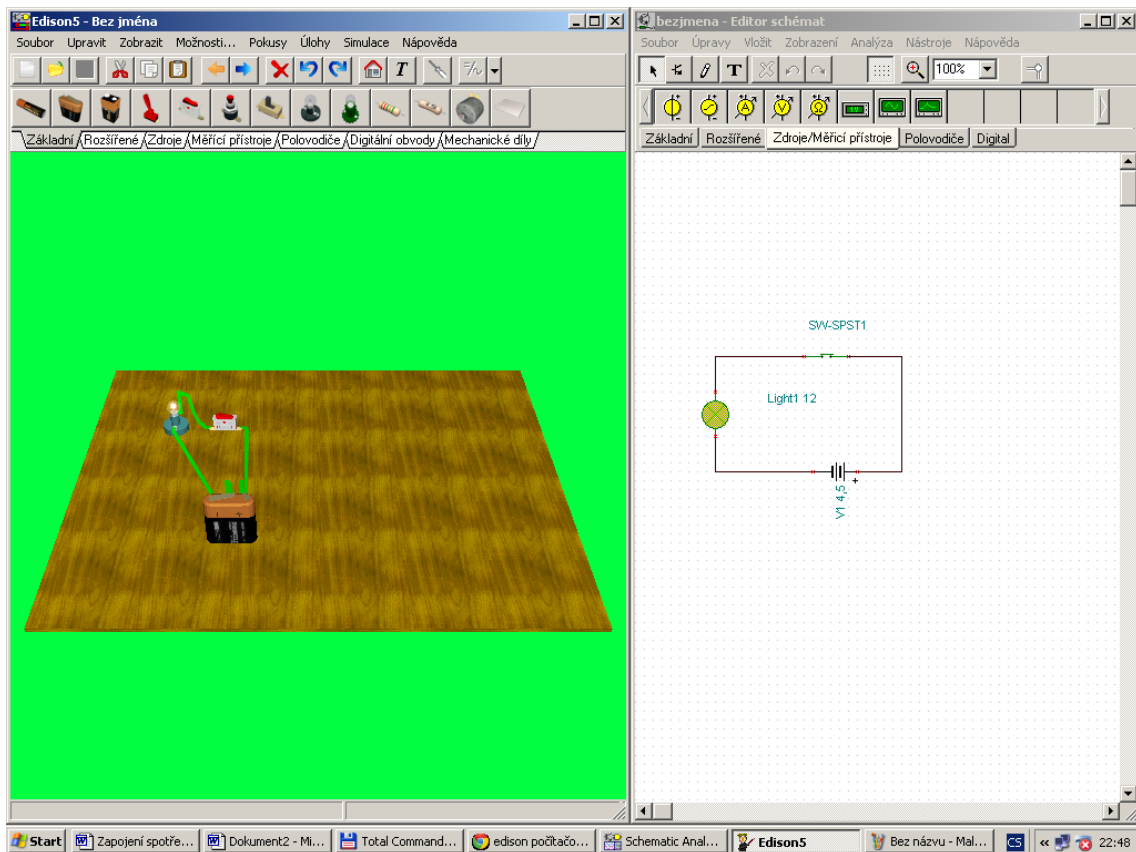 Edison5 - Bez jména
Soubor Upravit Zobrazit Možnosti... Pokusy Úlohy Simulace Nápověda
T
Základní Rozšířené Zdroje Měřící přístroje Polovodiče Digitální obvody Mechanické díly
bezjmena - Editor schémat
Soubor Úpravy Vložit Zobrazení Analýza Nástroje Nápověda
T 100%
A V Ω
Základní Rozšířené Zdroje/Měřicí přístroje Polovodiče Digital
SW-SPST1
Light1 12
V1 4,5
Start Zapojení spotře... Dokument2 - Mi... Total Comman... edison počítačo... Schematic Anal... Edison5 Bez názvu - Mal... CS « 22:48